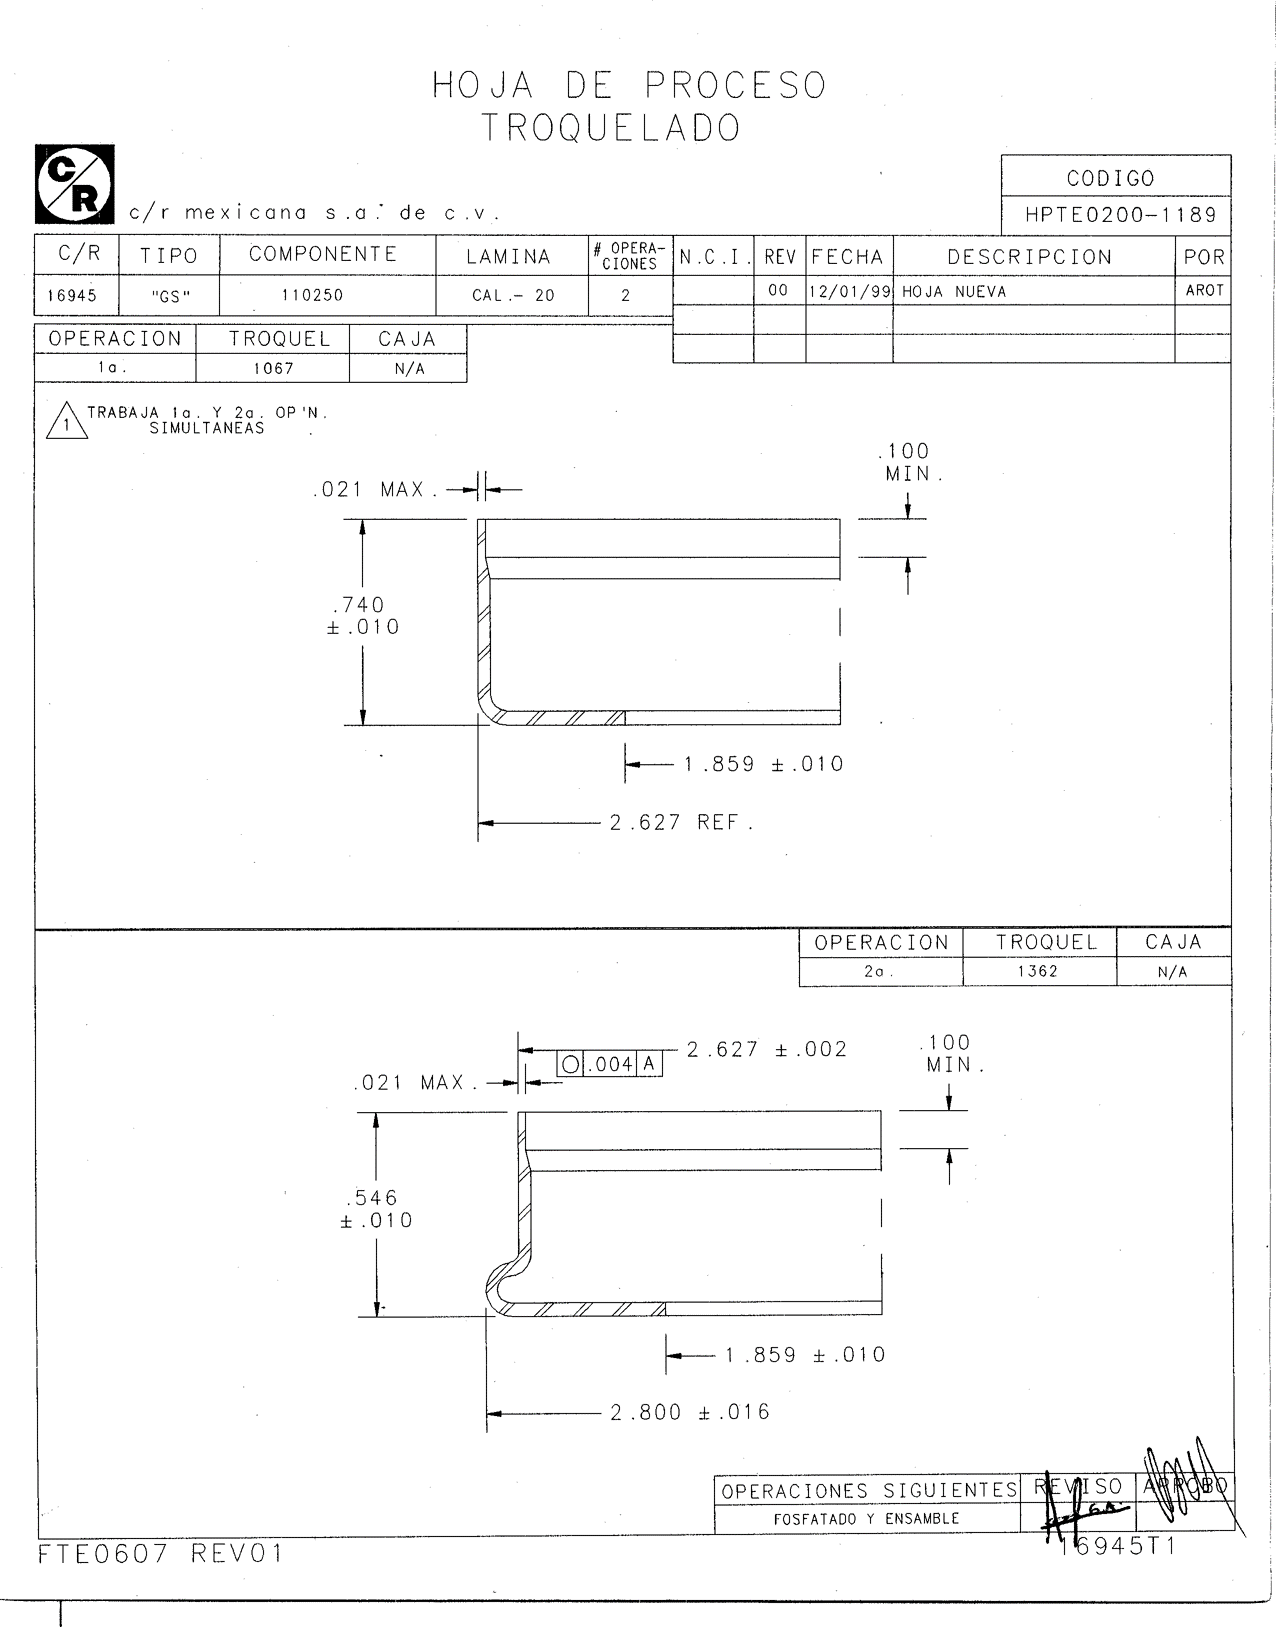 HOJA DE PROCESO
TROQUELADO
C/R
c/r mexicana s.a. de c.v.
CODIGO
HPTE0200-1189
C/R TIPO COMPONENTE LAMINA # OPERA-CIONES N.C.I. REV FECHA DESCRIPCION POR
16945 "GS" 110250 CAL.- 20 2 00 12/01/99 HOJA NUEVA AROT
OPERACION TROQUEL CAJA
1a. 1067 N/A
1 TRABAJA 1a. Y 2a. OP'N.
SIMULTANEAS
.100
MIN.
.021 MAX.
.740
±.010
1.859 ±.010
2.627 REF.
OPERACION TROQUEL CAJA
2a. 1362 N/A
2.627 ±.002
○ .004 A
.100
MIN.
.021 MAX.
.546
±.010
1.859 ±.010
2.800 ±.016
OPERACIONES SIGUIENTES REVISO APROBO
FOSFATADO Y ENSAMBLE
FTE0607 REV01
16945T1